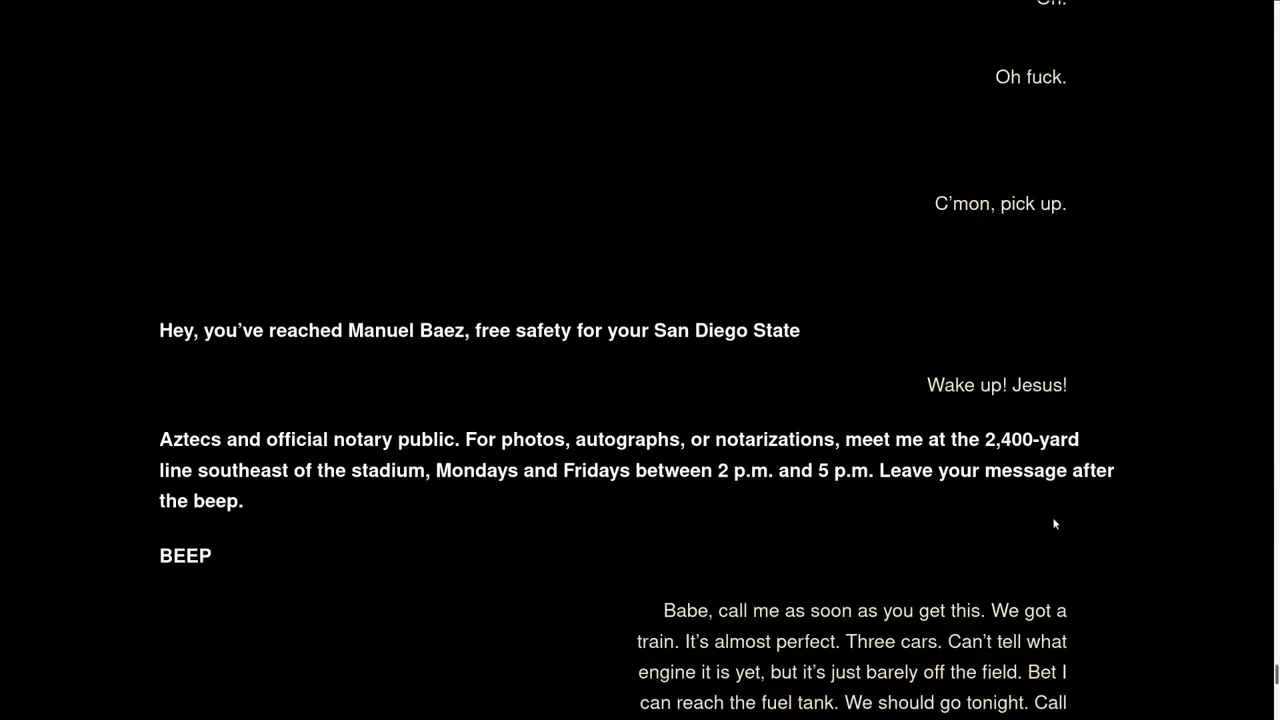 Oh.
Oh fuck.
C’mon, pick up.
Hey, you’ve reached Manuel Baez, free safety for your San Diego State
Wake up! Jesus!
Aztecs and official notary public. For photos, autographs, or notarizations, meet me at the 2,400-yard
line southeast of the stadium, Mondays and Fridays between 2 p.m. and 5 p.m. Leave your message after
the beep.
BEEP
Babe, call me as soon as you get this. We got a
train. It’s almost perfect. Three cars. Can’t tell what
engine it is yet, but it’s just barely off the field. Bet I
can reach the fuel tank. We should go tonight. Call